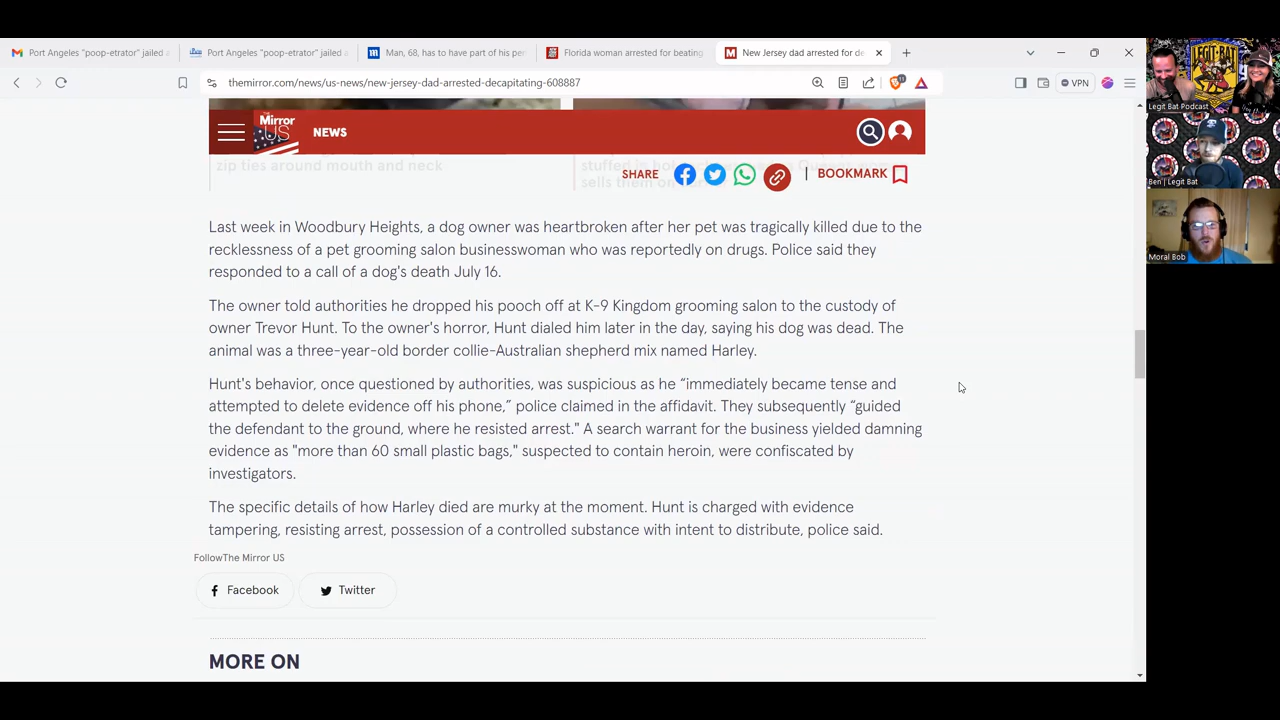 Port Angeles "poop-etrator" jailed a
Port Angeles "poop-etrator" jailed a
Man, 68, has to have part of his pe
Florida woman arrested for beating
New Jersey dad arrested for de
themirror.com/news/us-news/new-jersey-dad-arrested-decapitating-608887
VPN
LEGIT BAT
Legit Bat Podcast
Ben | Legit Bat
Moral Bob
Mirror
US
NEWS
zip ties around mouth and neck
sells them on
SHARE
BOOKMARK
Last week in Woodbury Heights, a dog owner was heartbroken after her pet was tragically killed due to the
recklessness of a pet grooming salon businesswoman who was reportedly on drugs. Police said they
responded to a call of a dog's death July 16.
The owner told authorities he dropped his pooch off at K-9 Kingdom grooming salon to the custody of
owner Trevor Hunt. To the owner's horror, Hunt dialed him later in the day, saying his dog was dead. The
animal was a three-year-old border collie-Australian shepherd mix named Harley.
Hunt's behavior, once questioned by authorities, was suspicious as he “immediately became tense and
attempted to delete evidence off his phone,” police claimed in the affidavit. They subsequently “guided
the defendant to the ground, where he resisted arrest." A search warrant for the business yielded damning
evidence as "more than 60 small plastic bags," suspected to contain heroin, were confiscated by
investigators.
The specific details of how Harley died are murky at the moment. Hunt is charged with evidence
tampering, resisting arrest, possession of a controlled substance with intent to distribute, police said.
FollowThe Mirror US
Facebook
Twitter
MORE ON